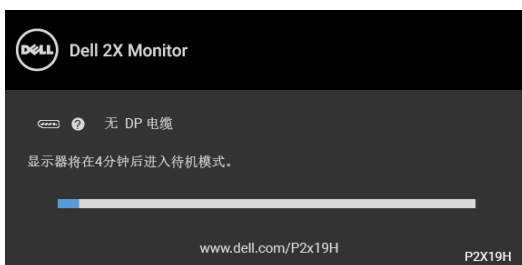 DELL Dell 2X Monitor
? 无 DP 电缆
显示器将在4分钟后进入待机模式。
www.dell.com/P2x19H
P2X19H